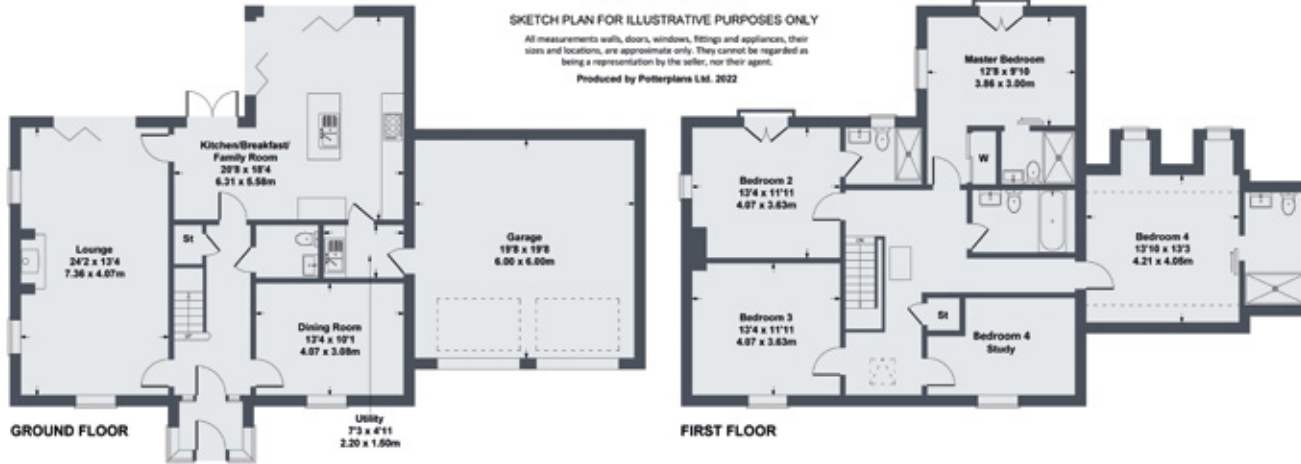 SKETCH PLAN FOR ILLUSTRATIVE PURPOSES ONLY
All measurements walls, doors, windows, fittings and appliances, their
sizes and locations, are approximate only. They cannot be regarded as
being a representation by the seller, nor their agent.
Produced by Potterplans Ltd. 2022
Kitchen/Breakfast/
Family Room
20'8 x 18'4
6.31 x 5.58m
Lounge
24'2 x 13'4
7.36 x 4.07m
St
Garage
19'8 x 19'8
6.00 x 6.00m
Dining Room
13'4 x 10'1
4.07 x 3.08m
UP
Utility
7'3 x 4'11
2.20 x 1.50m
GROUND FLOOR
Master Bedroom
12'8 x 9'10
3.86 x 3.00m
W
Bedroom 2
13'4 x 11'11
4.07 x 3.63m
Bedroom 4
13'10 x 13'3
4.21 x 4.05m
DN
Bedroom 3
13'4 x 11'11
4.07 x 3.63m
St
Bedroom 4
Study
FIRST FLOOR